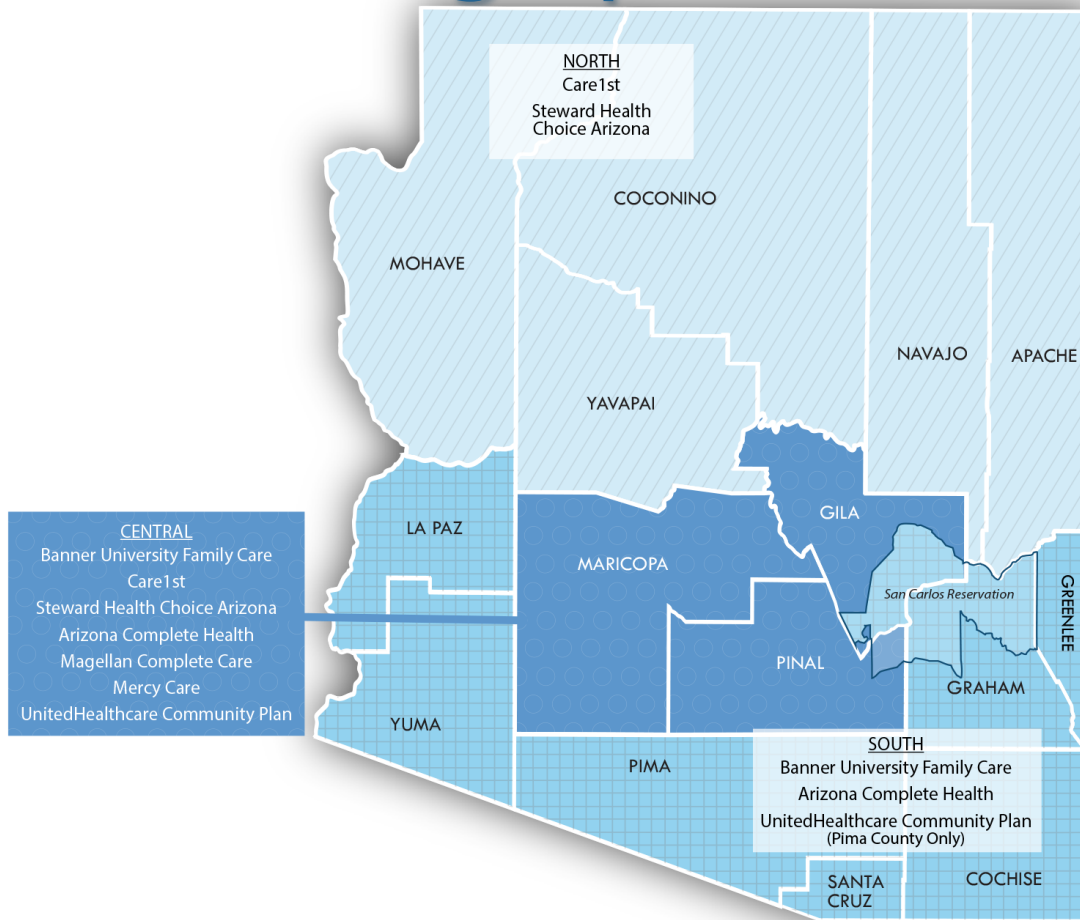 NORTH
Care1st
Steward Health
Choice Arizona
COCONINO
MOHAVE
NAVAJO
APACHE
YAVAPAI
GILA
LA PAZ
MARICOPA
San Carlos Reservation
GREENLEE
PINAL
GRAHAM
YUMA
CENTRAL
Banner University Family Care
Care1st
Steward Health Choice Arizona
Arizona Complete Health
Magellan Complete Care
Mercy Care
UnitedHealthcare Community Plan
PIMA
SOUTH
Banner University Family Care
Arizona Complete Health
UnitedHealthcare Community Plan
(Pima County Only)
SANTA
CRUZ
COCHISE